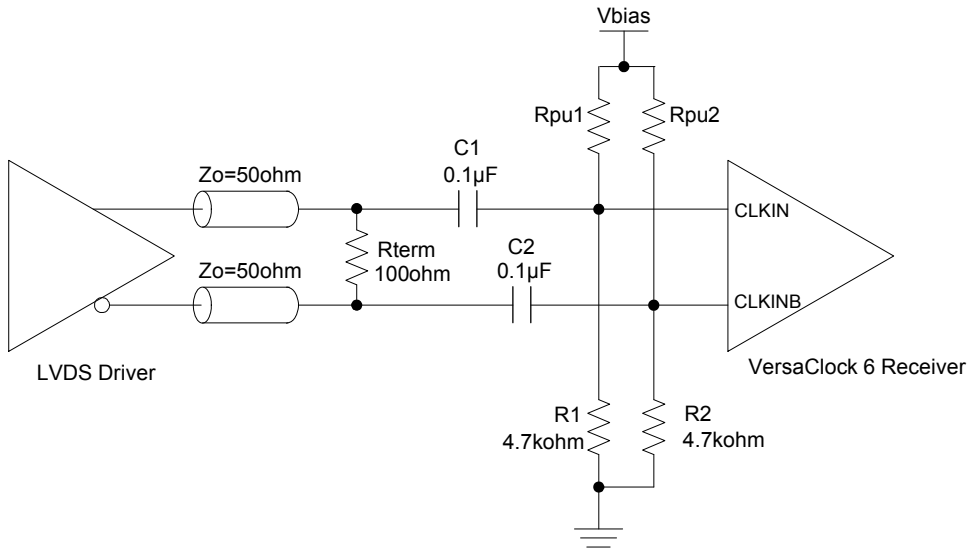 Vbias
Rpu1
Rpu2
C1
0.1µF
Zo=50ohm
CLKIN
Rterm
100ohm
C2
0.1µF
Zo=50ohm
CLKINB
LVDS Driver
VersaClock 6 Receiver
R1
4.7kohm
R2
4.7kohm